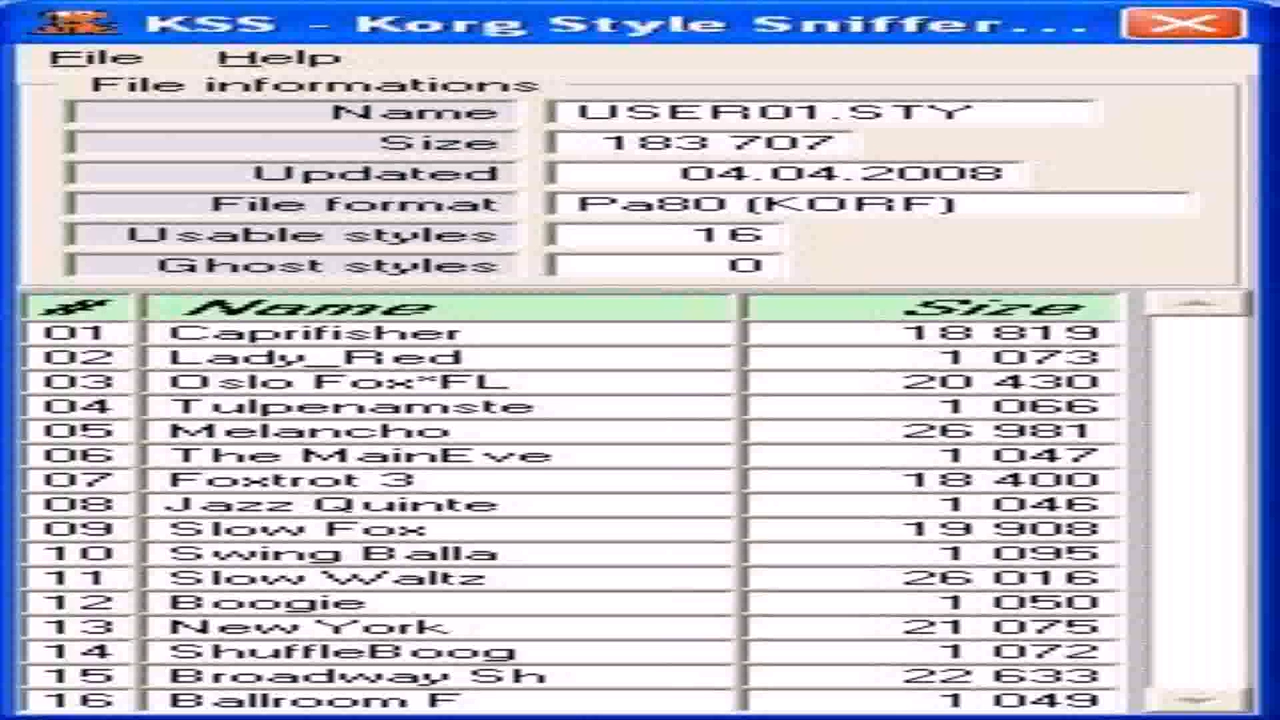 KSS - Korg Style Sniffer...
File Help
File informations
Name USER01.STY
Size 183 707
Updated 04.04.2008
File format Pa80 (KORF)
Usable styles 16
Ghost styles 0
# Name Size
01 Caprifisher 18 819
02 Lady_Red 1 073
03 Oslo Fox*FL 20 430
04 Tulpenamste 1 066
05 Melancho 26 981
06 The MainEve 1 047
07 Foxtrot 3 18 400
08 Jazz Quinte 1 046
09 Slow Fox 19 908
10 Swing Balla 1 095
11 Slow Waltz 26 016
12 Boogie 1 050
13 New York 21 075
14 ShuffleBoog 1 072
15 Broadway Sh 22 633
16 Ballroom F 1 049